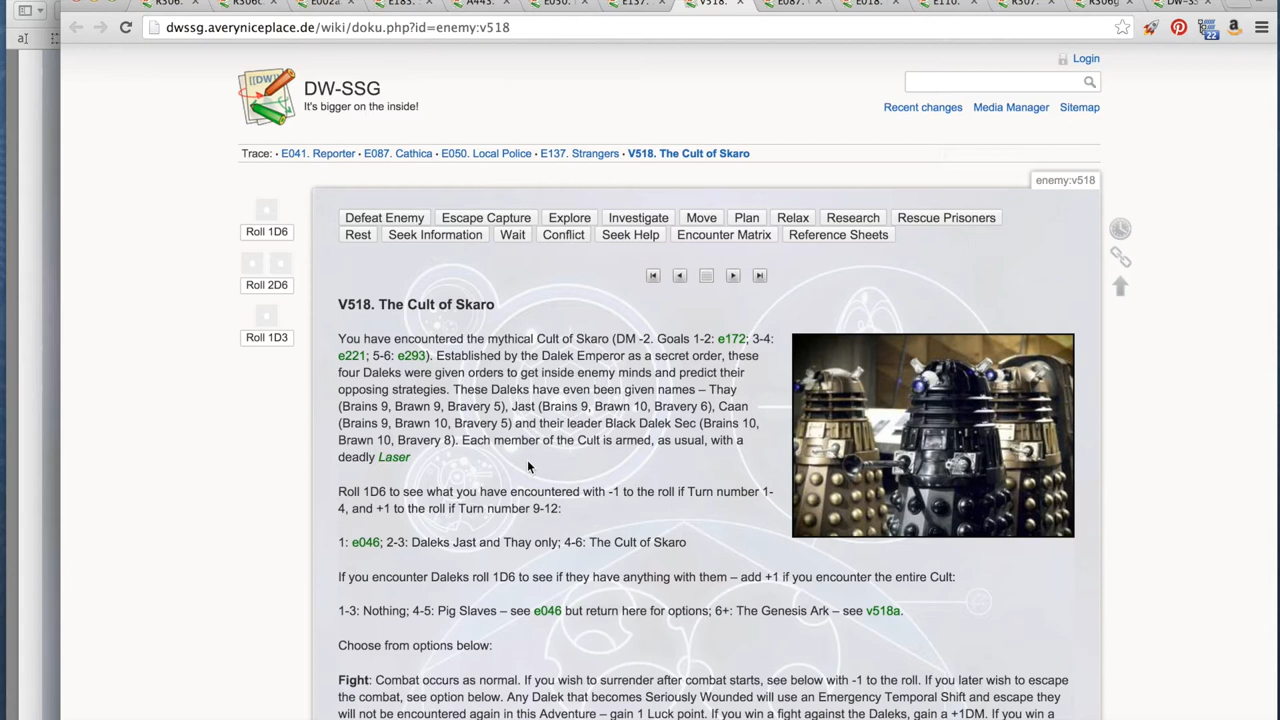 R306.
R306c
E002a
E183.
A443.
E050.
E137.
V518.
E087.
E018.
E110.
R307.
R306g
DW-SS
dwssg.averyniceplace.de/wiki/doku.php?id=enemy:v518
22
Login
[[DW]]
DW-SSG
It's bigger on the inside!
Recent changes Media Manager Sitemap
Trace: • E041. Reporter • E087. Cathica • E050. Local Police • E137. Strangers • V518. The Cult of Skaro
enemy:v518
Roll 1D6
Roll 2D6
Roll 1D3
Defeat Enemy Escape Capture Explore Investigate Move Plan Relax Research Rescue Prisoners
Rest Seek Information Wait Conflict Seek Help Encounter Matrix Reference Sheets
V518. The Cult of Skaro
You have encountered the mythical Cult of Skaro (DM -2. Goals 1-2: e172; 3-4:
e221; 5-6: e293). Established by the Dalek Emperor as a secret order, these
four Daleks were given orders to get inside enemy minds and predict their
opposing strategies. These Daleks have even been given names – Thay
(Brains 9, Brawn 9, Bravery 5), Jast (Brains 9, Brawn 10, Bravery 6), Caan
(Brains 9, Brawn 10, Bravery 5) and their leader Black Dalek Sec (Brains 10,
Brawn 10, Bravery 8). Each member of the Cult is armed, as usual, with a
deadly Laser
Roll 1D6 to see what you have encountered with -1 to the roll if Turn number 1-
4, and +1 to the roll if Turn number 9-12:
1: e046; 2-3: Daleks Jast and Thay only; 4-6: The Cult of Skaro
If you encounter Daleks roll 1D6 to see if they have anything with them – add +1 if you encounter the entire Cult:
1-3: Nothing; 4-5: Pig Slaves – see e046 but return here for options; 6+: The Genesis Ark – see v518a.
Choose from options below:
Fight: Combat occurs as normal. If you wish to surrender after combat starts, see below with -1 to the roll. If you later wish to escape
the combat, see option below. Any Dalek that becomes Seriously Wounded will use an Emergency Temporal Shift and escape they
will not be encountered again in this Adventure – gain 1 Luck point. If you win a fight against the Daleks, gain a +1DM. If you win a